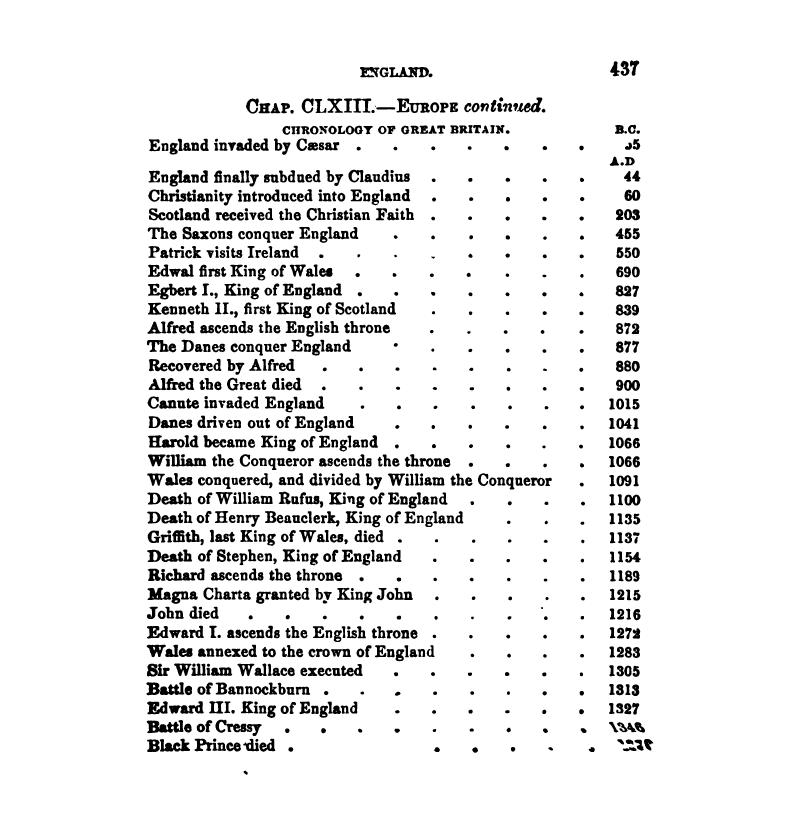 ENGLAND. 437
CHAP. CLXIII.—EUROPE continued.
CHRONOLOGY OF GREAT BRITAIN. B.C.
England invaded by Cæsar . . . . . . . 55
A.D
England finally subdued by Claudius . . . . . 44
Christianity introduced into England . . . . . 60
Scotland received the Christian Faith . . . . . 203
The Saxons conquer England . . . . . . 455
Patrick visits Ireland . . . . . . . . 550
Edwal first King of Wales . . . . . . . 690
Egbert I., King of England . . . . . . . 827
Kenneth II., first King of Scotland . . . . . 839
Alfred ascends the English throne . . . . . 872
The Danes conquer England . . . . . . 877
Recovered by Alfred . . . . . . . . 880
Alfred the Great died . . . . . . . . 900
Canute invaded England . . . . . . . 1015
Danes driven out of England . . . . . . 1041
Harold became King of England . . . . . . 1066
William the Conqueror ascends the throne . . . . 1066
Wales conquered, and divided by William the Conqueror . 1091
Death of William Rufus, King of England . . . . 1100
Death of Henry Beauclerk, King of England . . . 1135
Griffith, last King of Wales, died . . . . . . 1137
Death of Stephen, King of England . . . . . 1154
Richard ascends the throne . . . . . . . 1189
Magna Charta granted by King John . . . . . 1215
John died . . . . . . . . . . 1216
Edward I. ascends the English throne . . . . . 1272
Wales annexed to the crown of England . . . . 1283
Sir William Wallace executed . . . . . . 1305
Battle of Bannockburn . . . . . . . . 1313
Edward III. King of England . . . . . . 1327
Battle of Cressy . . . . . . . . . 1346
Black Prince died . . . . . .